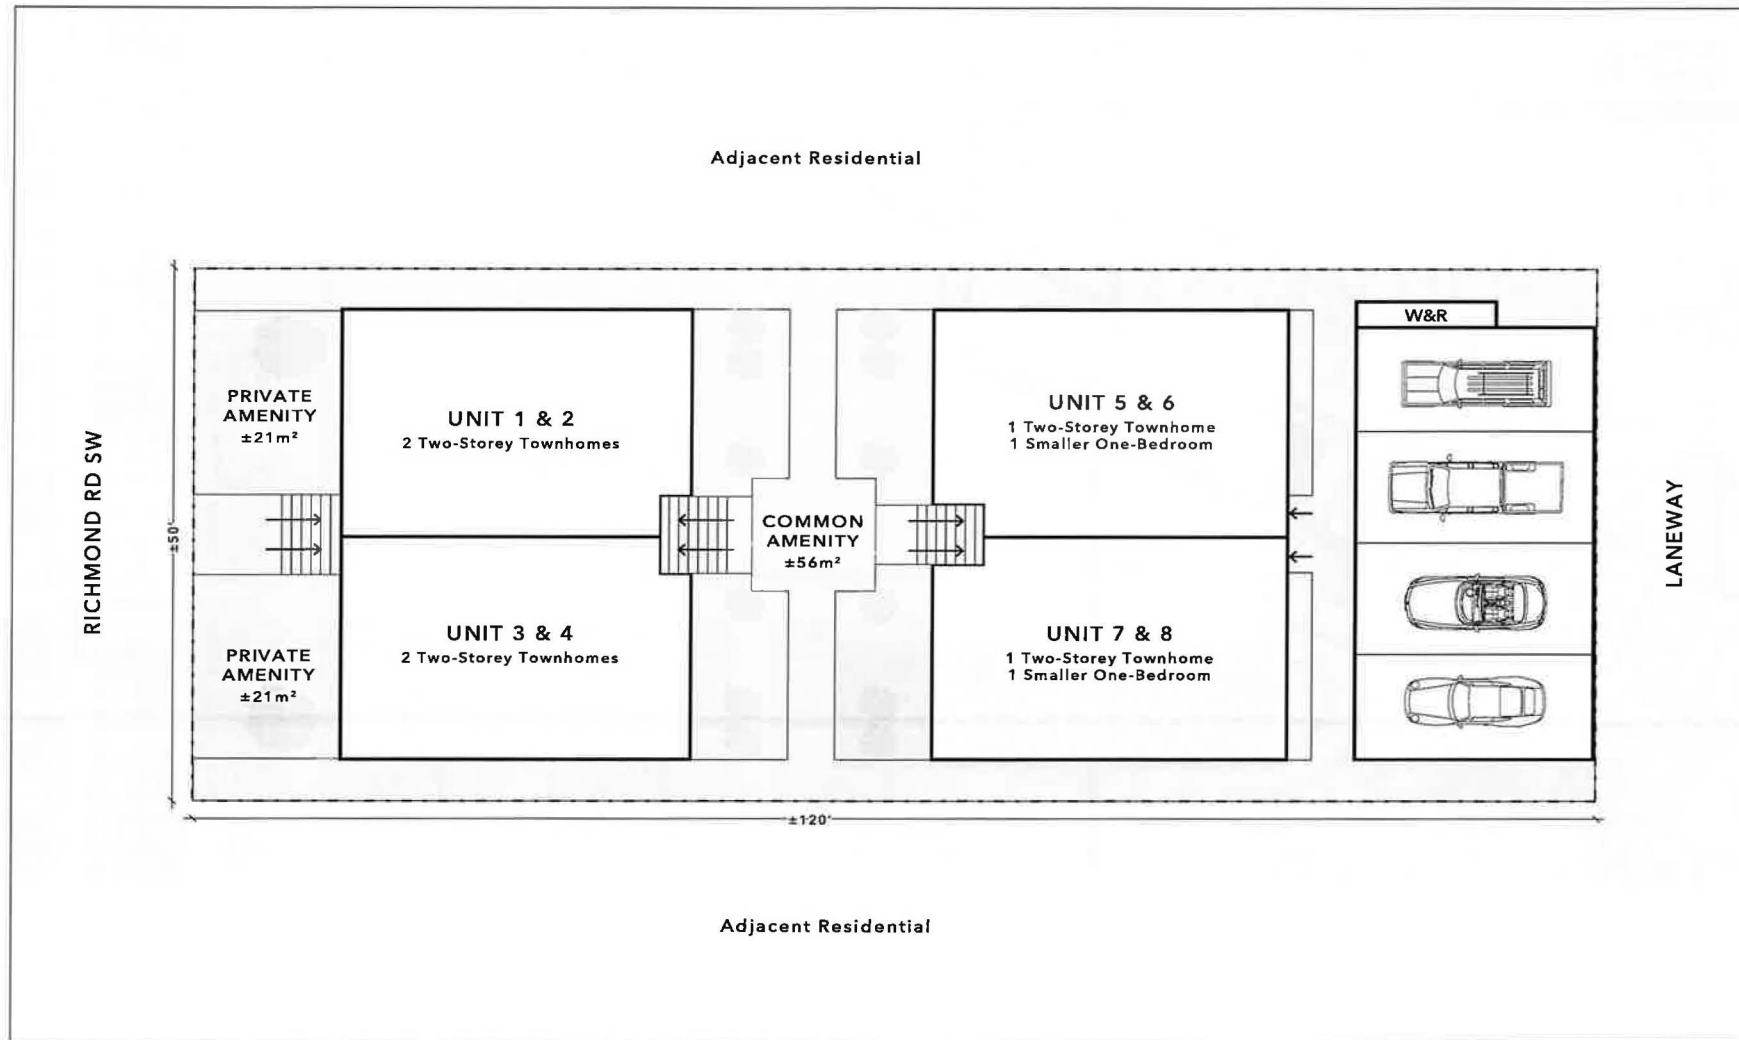 Adjacent Residential
W&R
PRIVATE
AMENITY
±21m²
UNIT 1 & 2
2 Two-Storey Townhomes
UNIT 5 & 6
1 Two-Storey Townhome
1 Smaller One-Bedroom
RICHMOND RD SW
±50'
COMMON
AMENITY
±56m²
LANEWAY
PRIVATE
AMENITY
±21m²
UNIT 3 & 4
2 Two-Storey Townhomes
UNIT 7 & 8
1 Two-Storey Townhome
1 Smaller One-Bedroom
±120'
Adjacent Residential